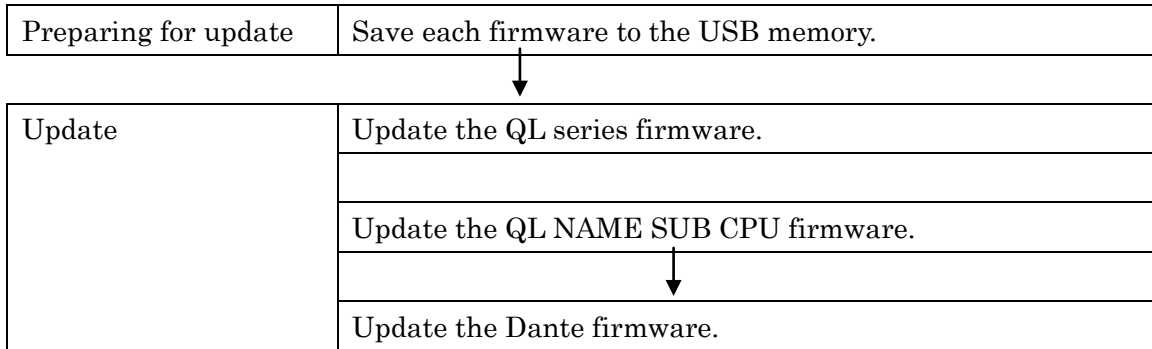 Preparing for update
Save each firmware to the USB memory.
Update
Update the QL series firmware.
Update the QL NAME SUB CPU firmware.
Update the Dante firmware.